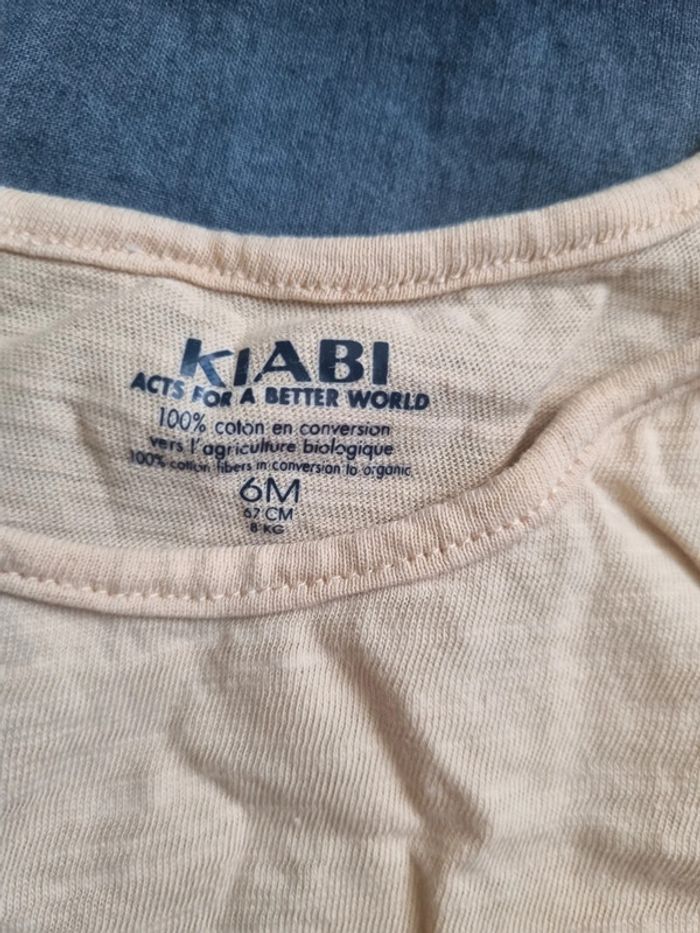 KIABI
ACTS FOR A BETTER WORLD
100% coton en conversion
vers l'agriculture biologique
100% cotton fibers in conversion to organic
6M
67 CM
8 KG